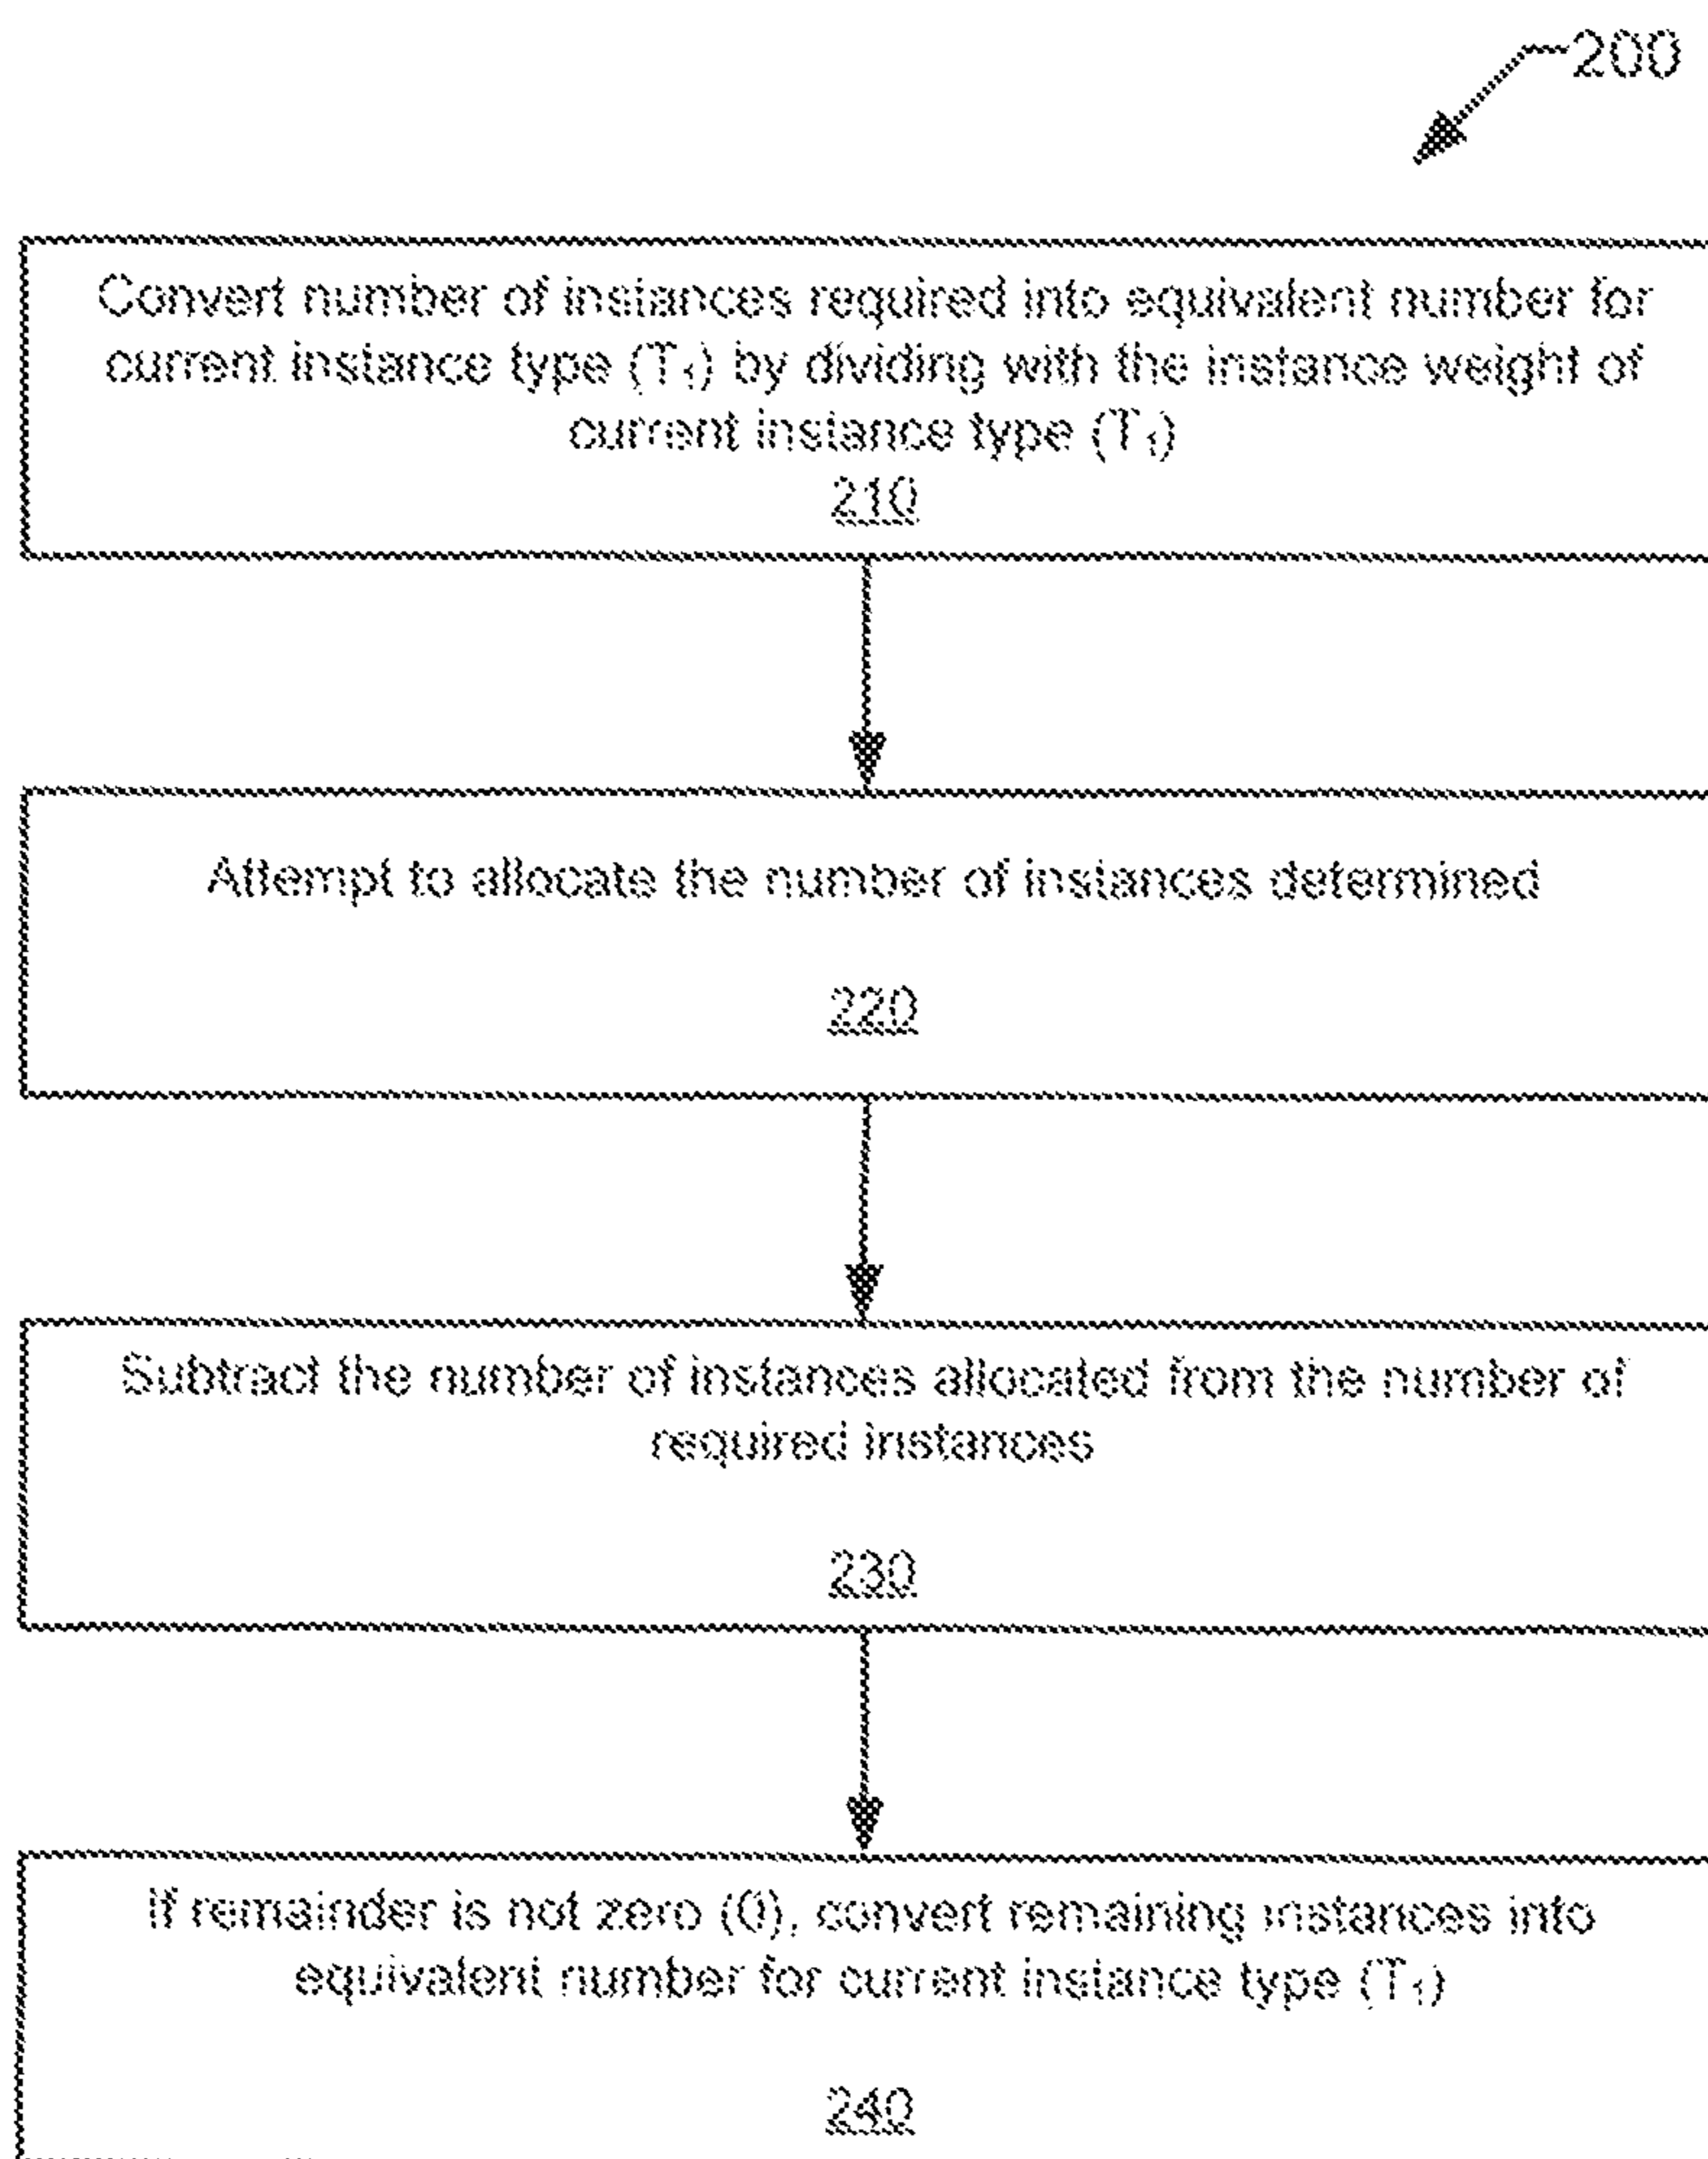 200
Convert number of instances required into equivalent number for
current instance type (T₁) by dividing with the instance weight of
current instance type (T₁)
210
Attempt to allocate the number of instances determined
220
Subtract the number of instances allocated from the number of
required instances
230
If remainder is not zero (0), convert remaining instances into
equivalent number for current instance type (T₁)
240